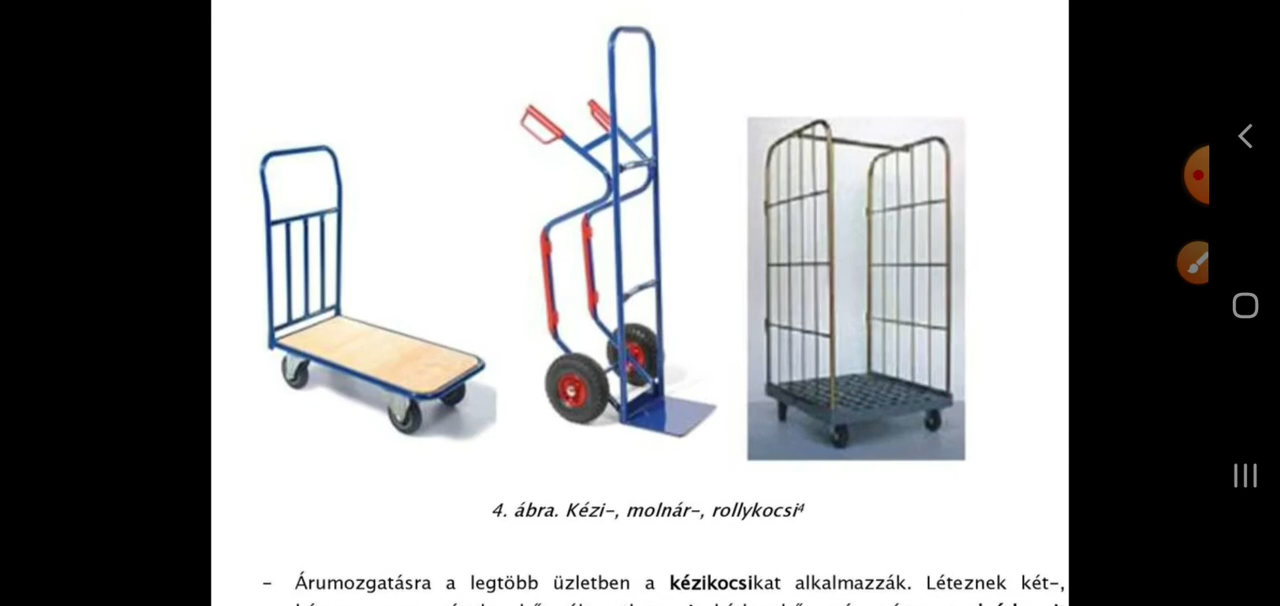 4. ábra. Kézi-, molnár-, rollykocsi⁴
– Árumozgatásra a legtöbb üzletben a kézikocsikat alkalmazzák. Léteznek két-,